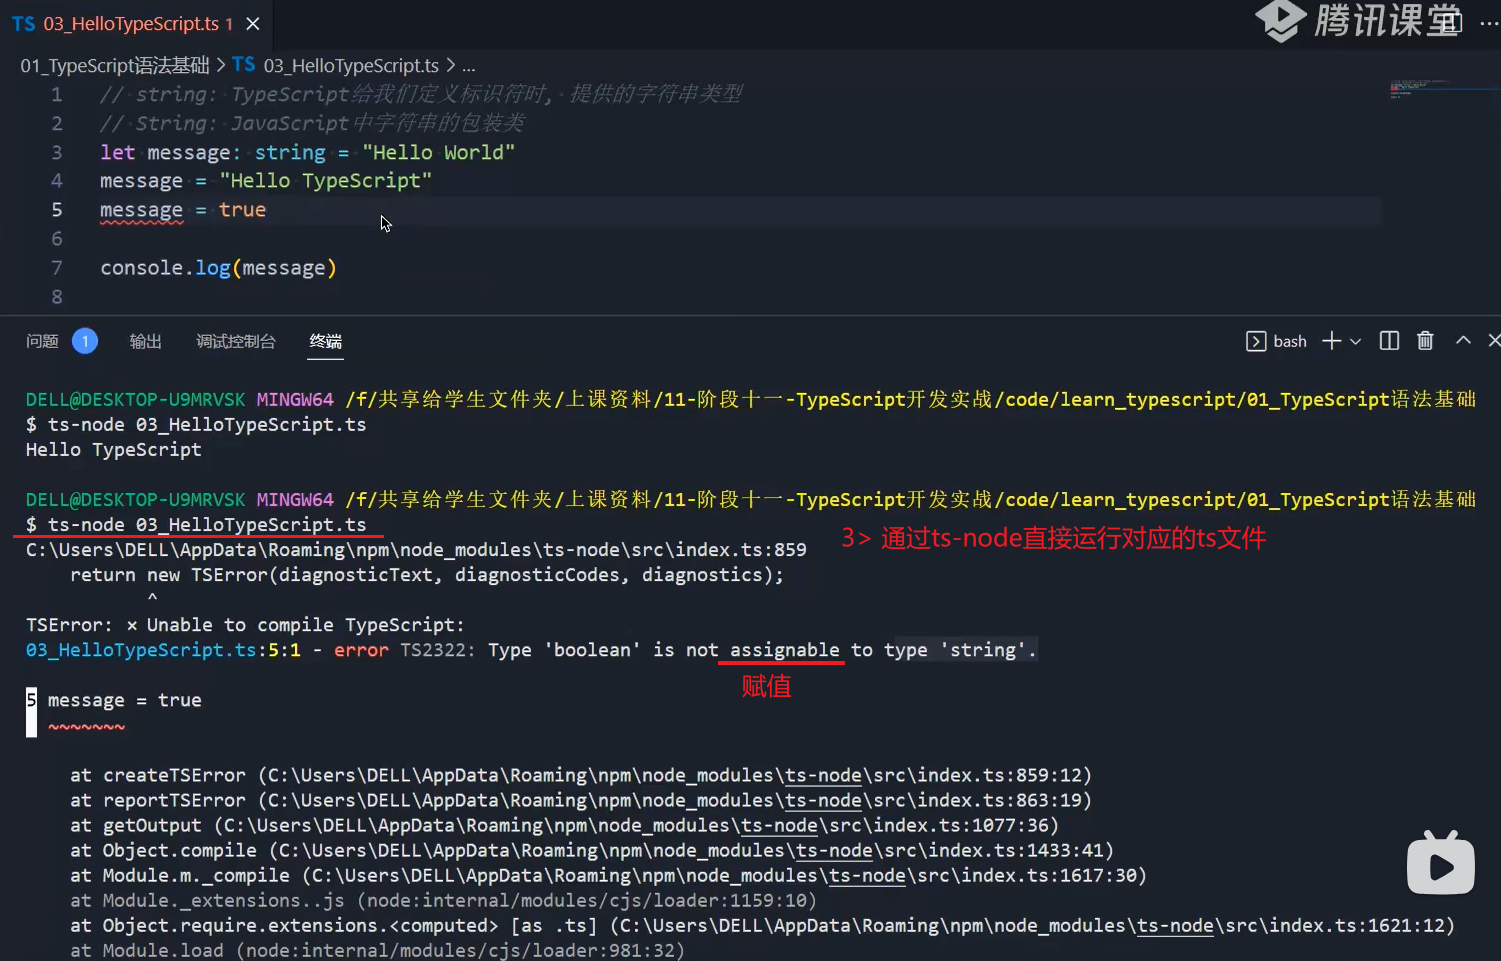 TS 03_HelloTypeScript.ts 1
腾讯课堂
01_TypeScript语法基础 > TS 03_HelloTypeScript.ts > ...
1 // string: TypeScript给我们定义标识符时, 提供的字符串类型
2 // String: JavaScript中字符串的包装类
3 let message: string = "Hello World"
4 message = "Hello TypeScript"
5 message = true
6
7 console.log(message)
8
问题 1 输出 调试控制台 终端 bash
DELL@DESKTOP-U9MRVSK MINGW64 /f/共享给学生文件夹/上课资料/11-阶段十一-TypeScript开发实战/code/learn_typescript/01_TypeScript语法基础
$ ts-node 03_HelloTypeScript.ts
Hello TypeScript
DELL@DESKTOP-U9MRVSK MINGW64 /f/共享给学生文件夹/上课资料/11-阶段十一-TypeScript开发实战/code/learn_typescript/01_TypeScript语法基础
$ ts-node 03_HelloTypeScript.ts
3> 通过ts-node直接运行对应的ts文件
C:\Users\DELL\AppData\Roaming\npm\node_modules\ts-node\src\index.ts:859
return new TSError(diagnosticText, diagnosticCodes, diagnostics);
^
TSError: × Unable to compile TypeScript:
03_HelloTypeScript.ts:5:1 - error TS2322: Type 'boolean' is not assignable to type 'string'.
赋值
5 message = true
~~~~~~~
at createTSError (C:\Users\DELL\AppData\Roaming\npm\node_modules\ts-node\src\index.ts:859:12)
at reportTSError (C:\Users\DELL\AppData\Roaming\npm\node_modules\ts-node\src\index.ts:863:19)
at getOutput (C:\Users\DELL\AppData\Roaming\npm\node_modules\ts-node\src\index.ts:1077:36)
at Object.compile (C:\Users\DELL\AppData\Roaming\npm\node_modules\ts-node\src\index.ts:1433:41)
at Module.m._compile (C:\Users\DELL\AppData\Roaming\npm\node_modules\ts-node\src\index.ts:1617:30)
at Module._extensions..js (node:internal/modules/cjs/loader:1159:10)
at Object.require.extensions.<computed> [as .ts] (C:\Users\DELL\AppData\Roaming\npm\node_modules\ts-node\src\index.ts:1621:12)
at Module.load (node:internal/modules/cjs/loader:981:32)